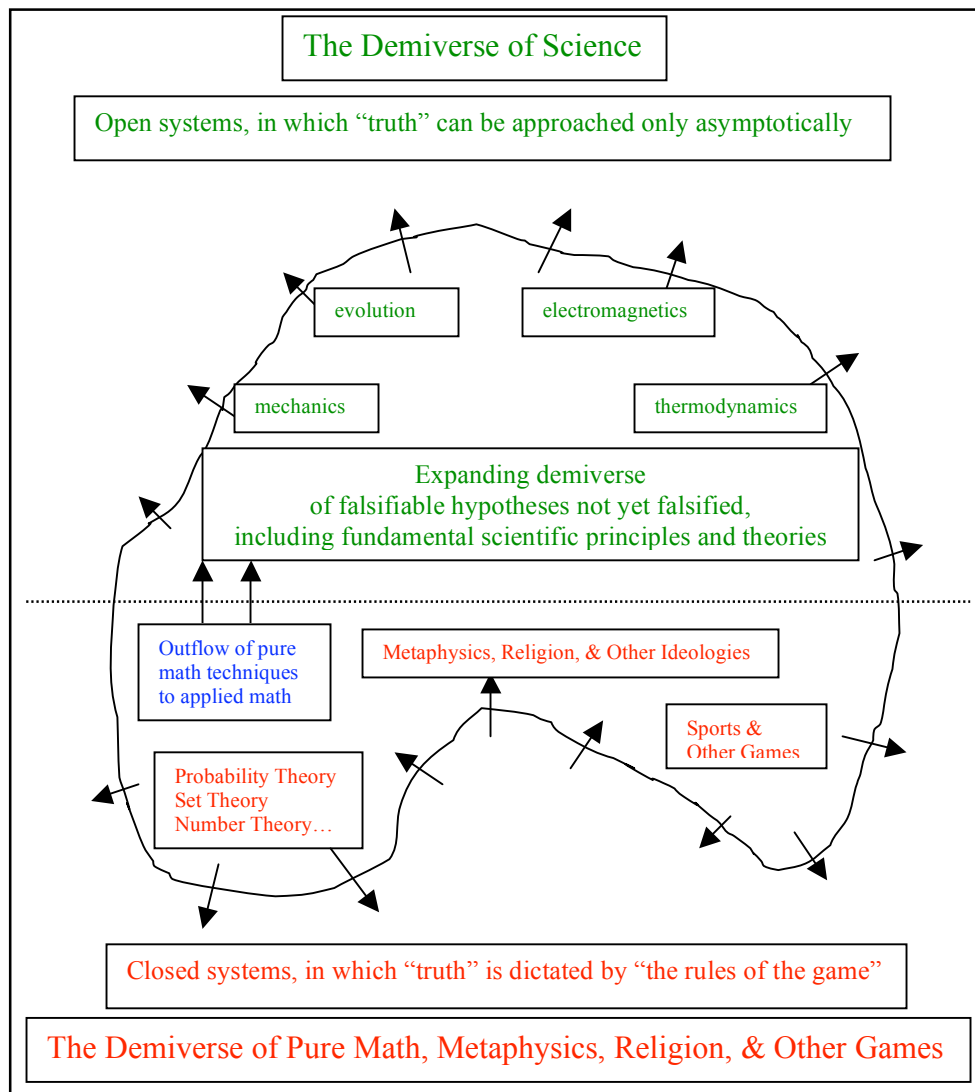 The Demiverse of Science
Open systems, in which “truth” can be approached only asymptotically
evolution
electromagnetics
mechanics
thermodynamics
Expanding demiverse
of falsifiable hypotheses not yet falsified,
including fundamental scientific principles and theories
Outflow of pure
math techniques
to applied math
Metaphysics, Religion, & Other Ideologies
Sports &
Other Games
Probability Theory
Set Theory
Number Theory…
Closed systems, in which “truth” is dictated by “the rules of the game”
The Demiverse of Pure Math, Metaphysics, Religion, & Other Games